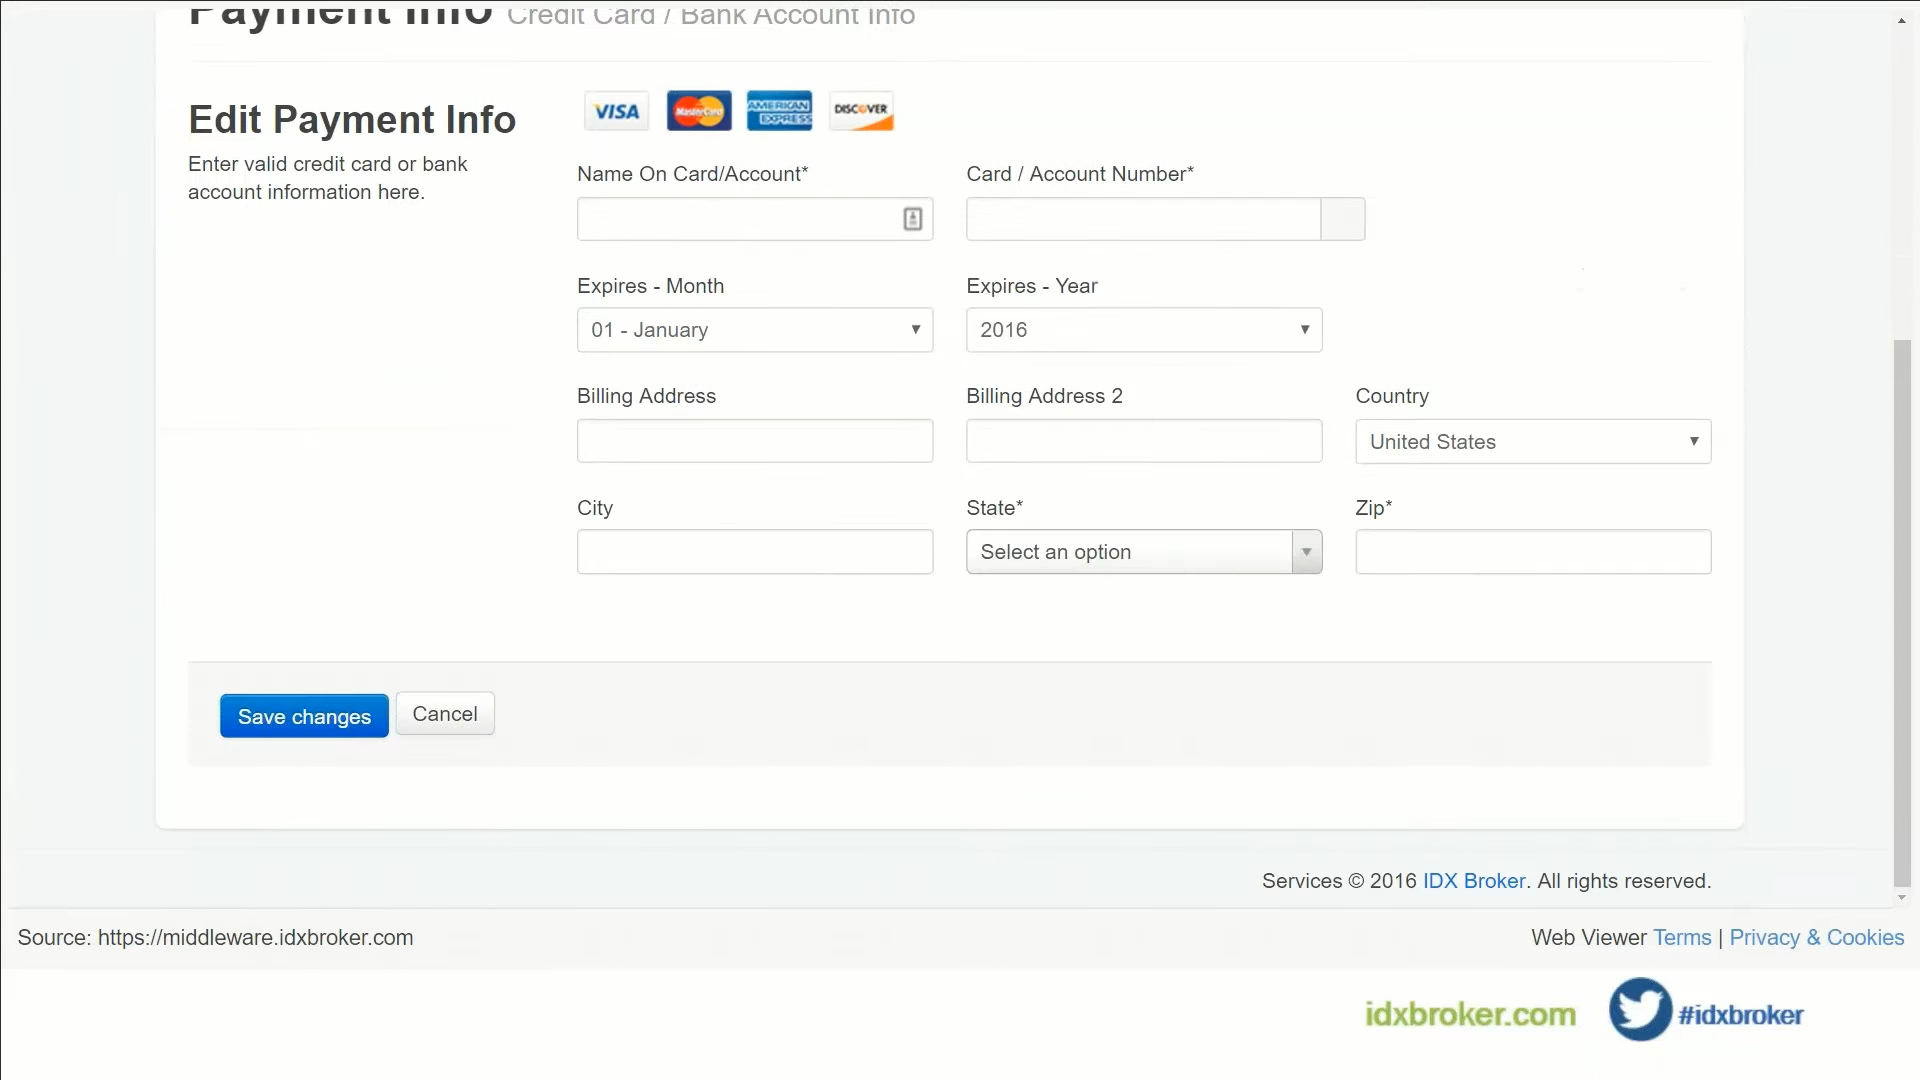 Payment Info Credit Card / Bank Account Info
Edit Payment Info
Enter valid credit card or bank
account information here.
VISA MasterCard AMERICAN EXPRESS DISCOVER
Name On Card/Account* Card / Account Number*
Expires - Month Expires - Year
01 - January 2016
Billing Address Billing Address 2 Country
United States
City State* Zip*
Select an option
Save changes Cancel
Services © 2016 IDX Broker. All rights reserved.
Source: https://middleware.idxbroker.com Web Viewer Terms | Privacy & Cookies
idxbroker.com #idxbroker